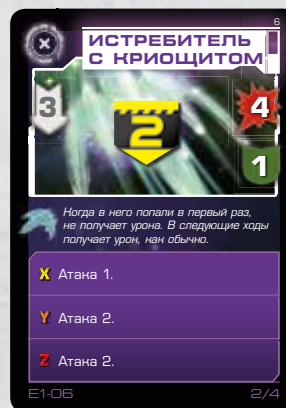 6
X
ИСТРЕБИТЕЛЬ
С КРИОЩИТОМ
3
2
4
1
Когда в него попали в первый раз,
не получает урона. В следующие ходы
получает урон, как обычно.
X Атака 1.
Y Атака 2.
Z Атака 2.
E1-06 2/4